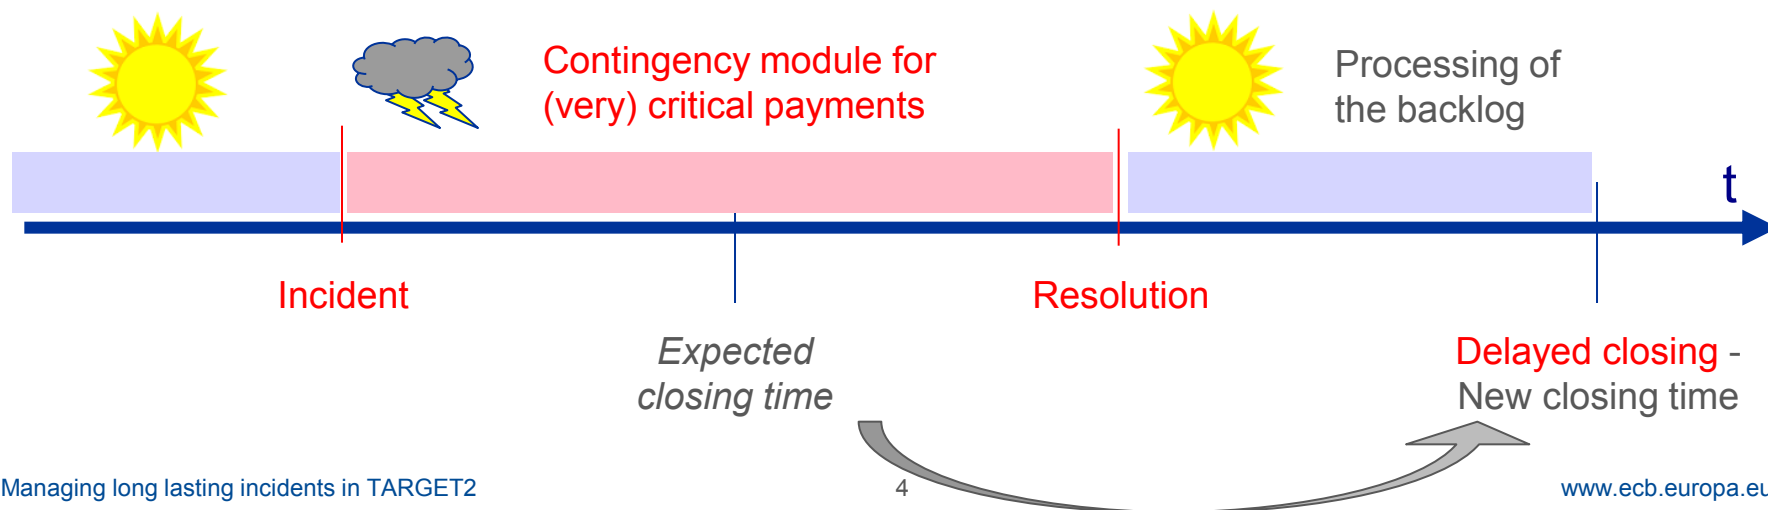 Contingency module for
(very) critical payments
Processing of
the backlog
t
Incident
Resolution
Expected
closing time
Delayed closing -
New closing time
Managing long lasting incidents in TARGET2
4
www.ecb.europa.eu